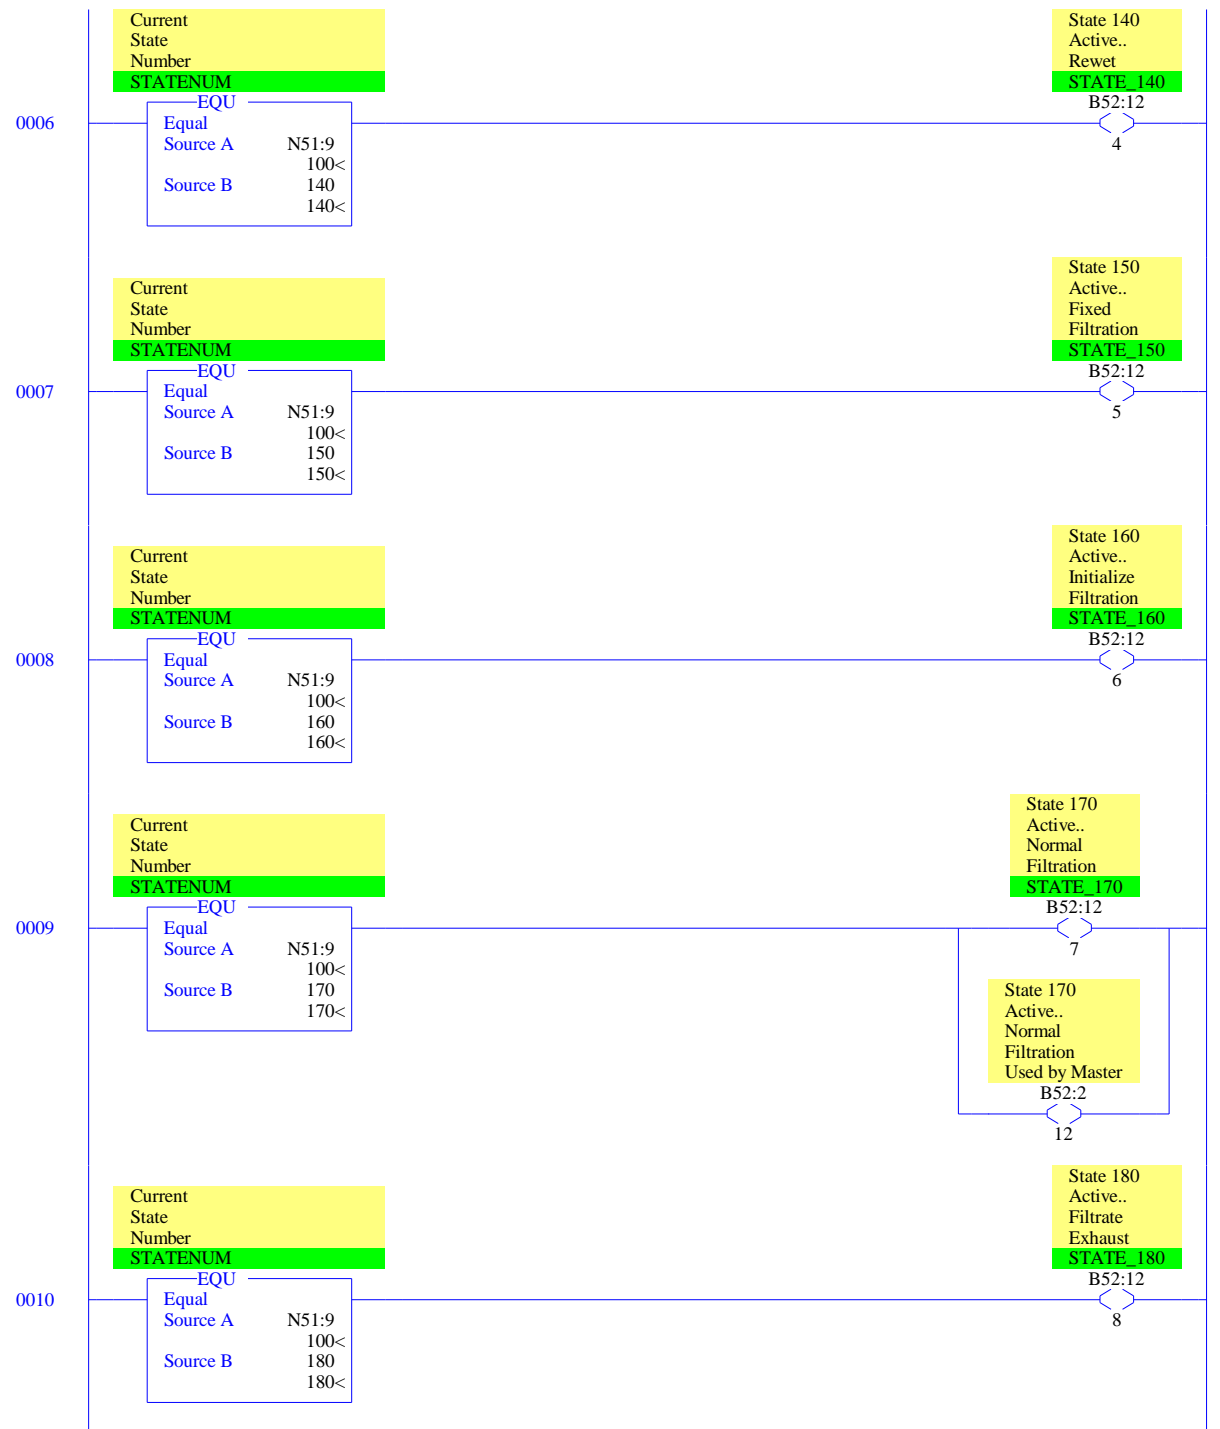 Current
State
Number
STATENUM
State 140
Active..
Rewet
STATE_140
B52:12
EQU
0006
Equal
Source A N51:9
100<
Source B 140
140<
4
Current
State
Number
STATENUM
State 150
Active..
Fixed
Filtration
STATE_150
B52:12
EQU
0007
Equal
Source A N51:9
100<
Source B 150
150<
5
Current
State
Number
STATENUM
State 160
Active..
Initialize
Filtration
STATE_160
B52:12
EQU
0008
Equal
Source A N51:9
100<
Source B 160
160<
6
Current
State
Number
STATENUM
State 170
Active..
Normal
Filtration
STATE_170
B52:12
EQU
0009
Equal
Source A N51:9
100<
Source B 170
170<
7
State 170
Active..
Normal
Filtration
Used by Master
B52:2
12
Current
State
Number
STATENUM
State 180
Active..
Filtrate
Exhaust
STATE_180
B52:12
EQU
0010
Equal
Source A N51:9
100<
Source B 180
180<
8